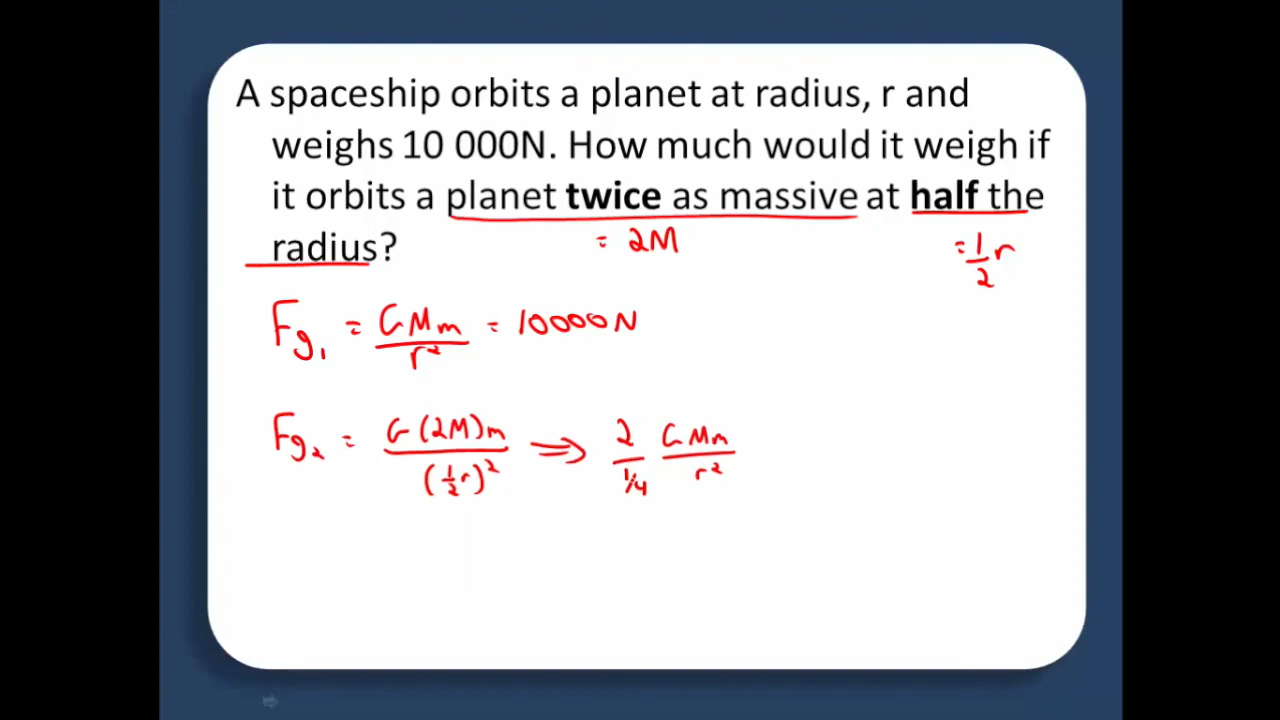 A spaceship orbits a planet at radius, r and
weighs 10 000N. How much would it weigh if
it orbits a planet twice as massive at half the
radius?
= 2M
= 1/2 r
Fg₁ = GMm/r² = 10000N
Fg₂ = G(2M)m/(1/2 r)² ⇒ 2/(1/4) GMm/r²